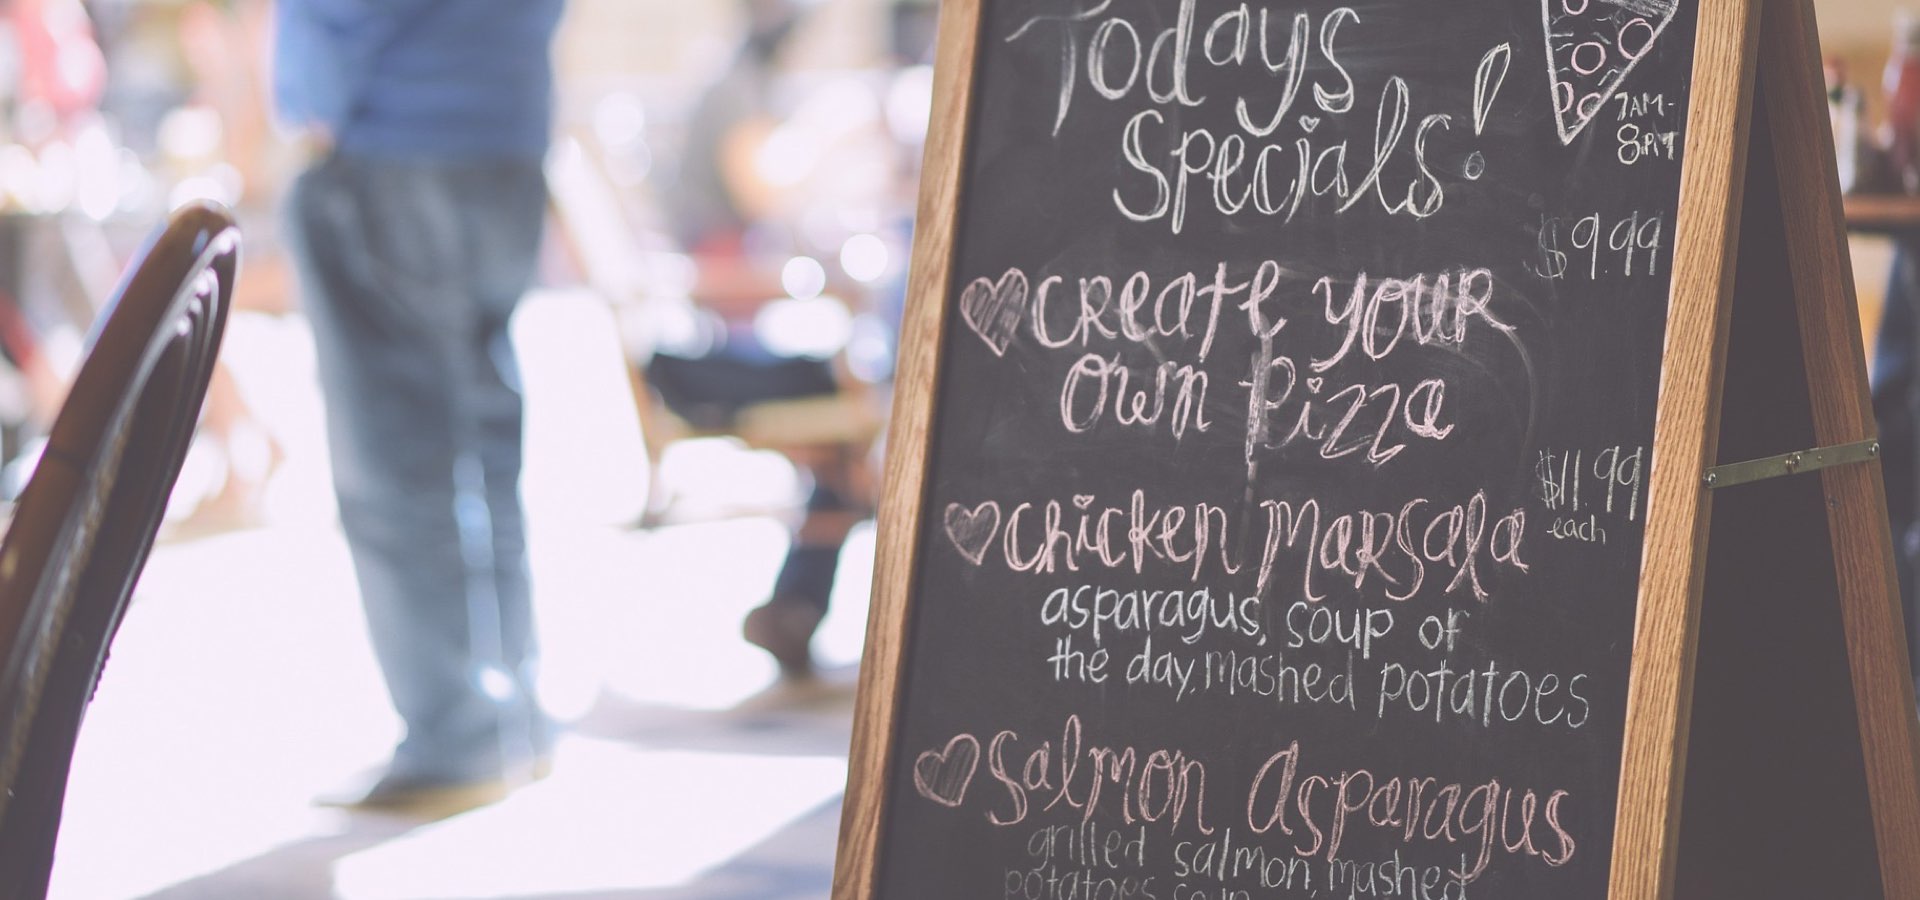 Todays
Specials!
7AM-
8PM
$9.99
Create your
Own Pizza
$11.99
each
Chicken Marsala
asparagus, soup of
the day, mashed potatoes
Salmon Asparagus
grilled salmon, mashed
potatoes soup